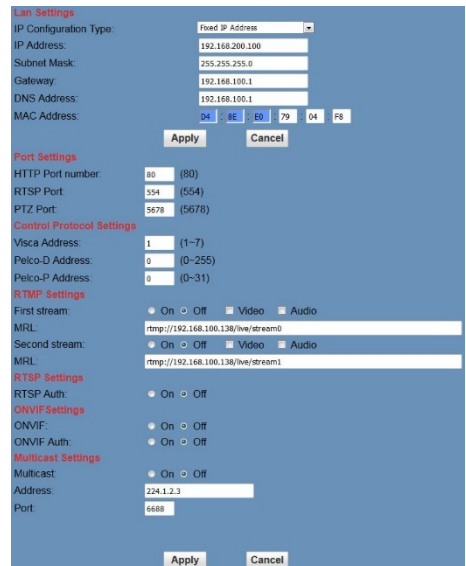 Lan Settings
IP Configuration Type: Fixed IP Address
IP Address: 192.168.200.100
Subnet Mask: 255.255.255.0
Gateway: 192.168.100.1
DNS Address: 192.168.100.1
MAC Address: D4 : 8E : E0 : 79 : 04 : F8
Apply Cancel
Port Settings
HTTP Port number: 80 (80)
RTSP Port: 554 (554)
PTZ Port: 5678 (5678)
Control Protocol Settings
Visca Address: 1 (1~7)
Pelco-D Address: 0 (0~255)
Pelco-P Address: 0 (0~31)
RTMP Settings
First stream: On Off Video Audio
MRL: rtmp://192.168.100.138/live/stream0
Second stream: On Off Video Audio
MRL: rtmp://192.168.100.138/live/stream1
RTSP Settings
RTSP Auth: On Off
ONVIFSettings
ONVIF: On Off
ONVIF Auth: On Off
Multicast Settings
Multicast: On Off
Address: 224.1.2.3
Port: 6688
Apply Cancel